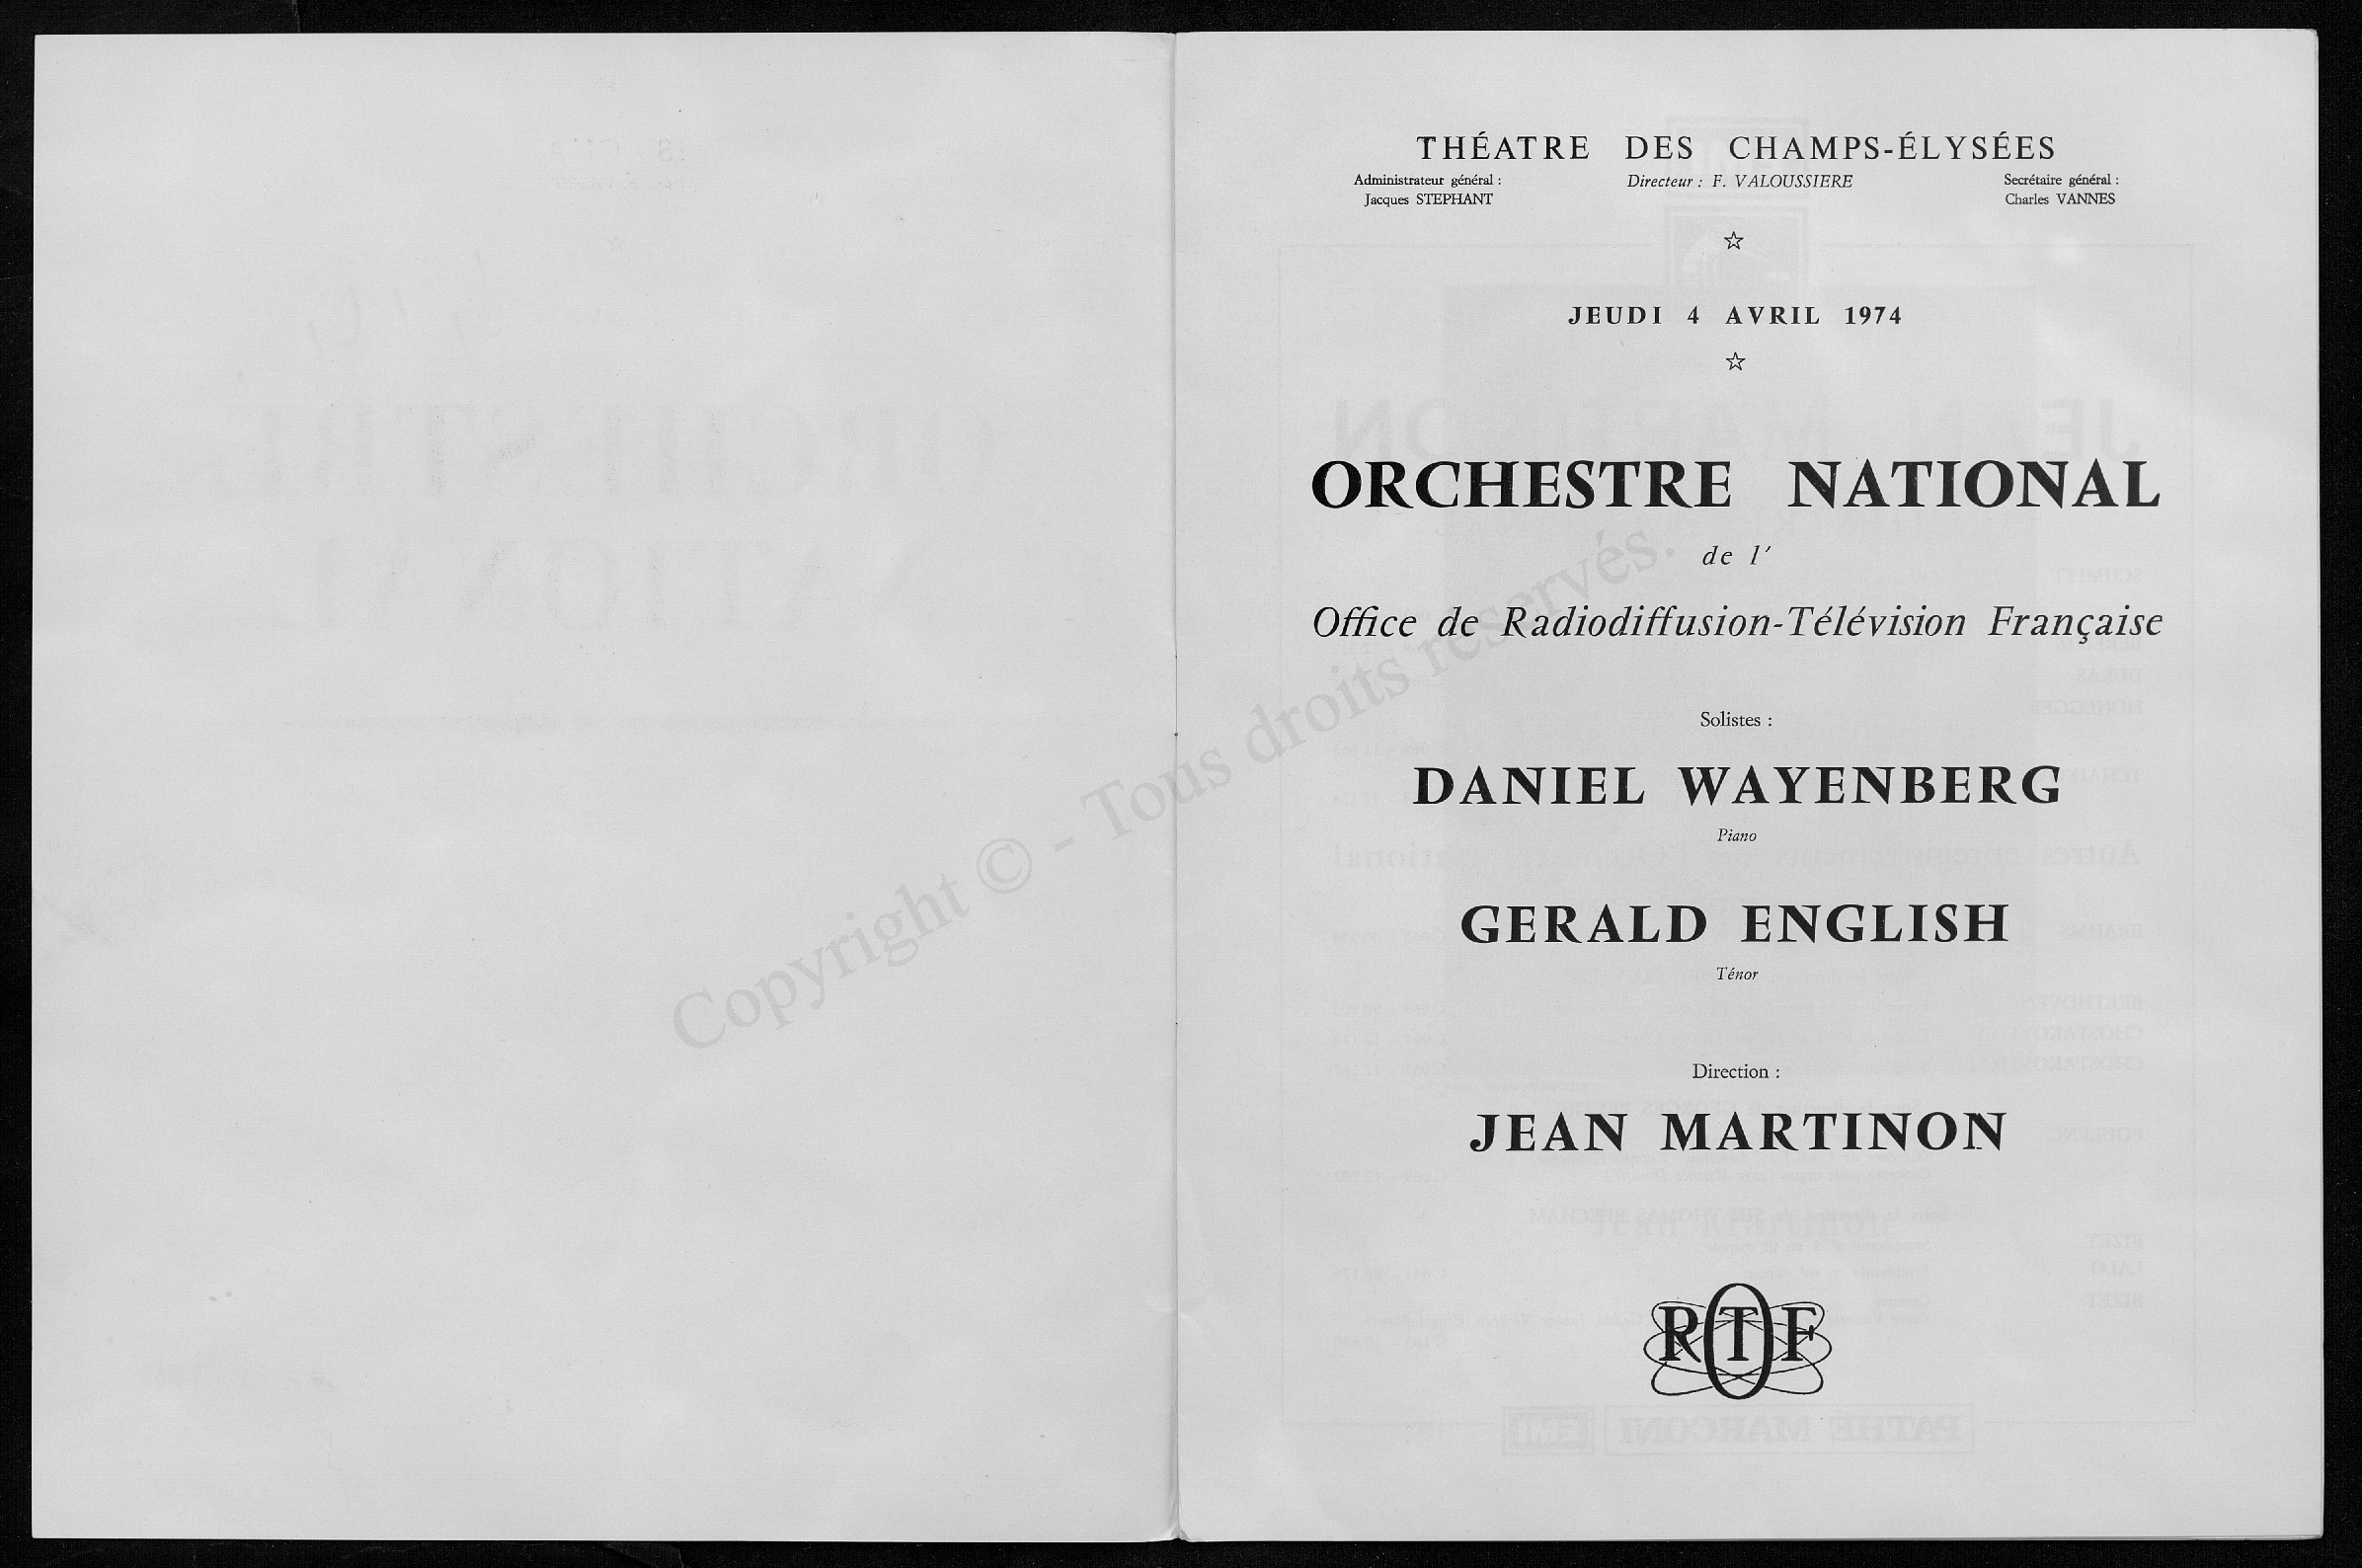 THÉATRE DES CHAMPS-ÉLYSÉES
Administrateur général :
Jacques STEPHANT
Directeur : F. VALOUSSIERE
Secrétaire général :
Charles VANNES
☆
JEUDI 4 AVRIL 1974
☆
ORCHESTRE NATIONAL
de l'
Office de Radiodiffusion-Télévision Française
Solistes :
DANIEL WAYENBERG
Piano
GERALD ENGLISH
Ténor
Direction :
JEAN MARTINON
ORTF
Copyright © - Tous droits réservés.